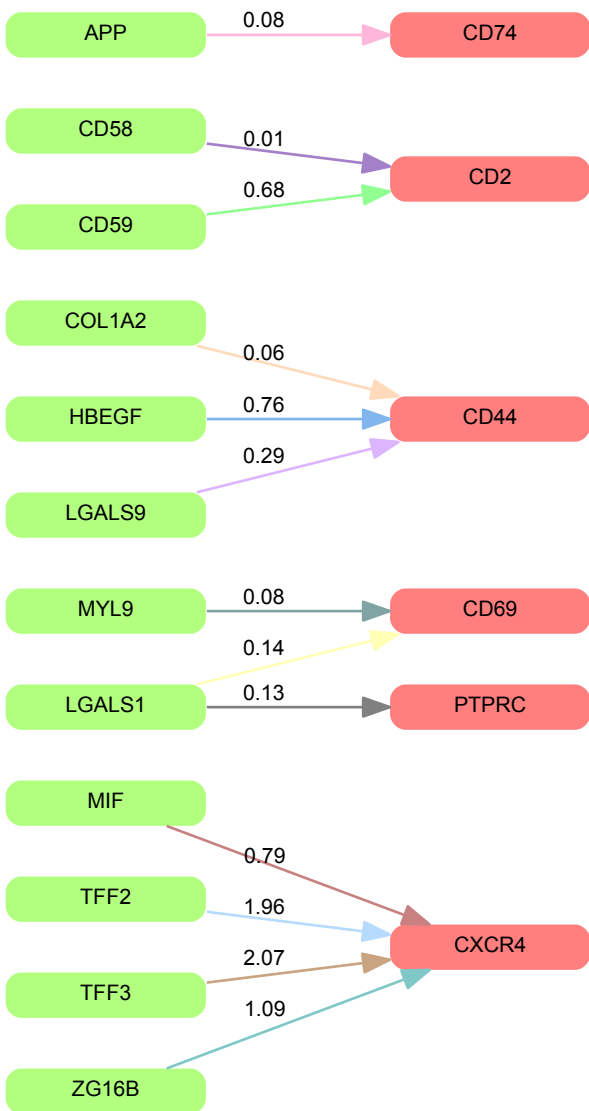 APP
0.08
CD74
CD58
0.01
CD2
CD59
0.68
COL1A2
0.06
HBEGF
0.76
CD44
LGALS9
0.29
MYL9
0.08
CD69
0.14
LGALS1
0.13
PTPRC
MIF
0.79
TFF2
1.96
CXCR4
TFF3
2.07
1.09
ZG16B